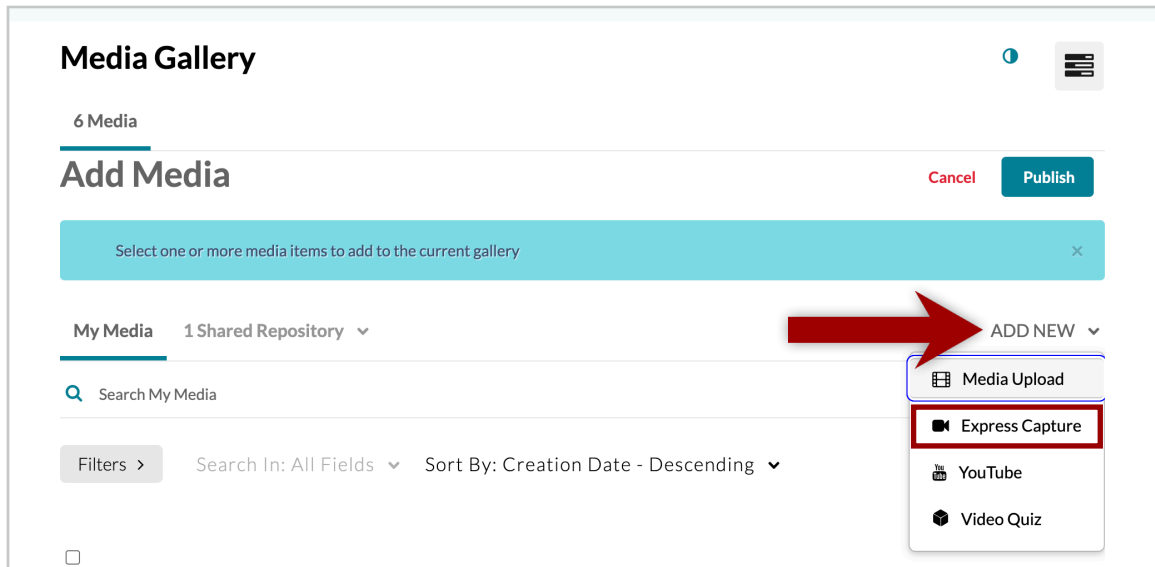 Media Gallery
6 Media
Add Media
Cancel
Publish
Select one or more media items to add to the current gallery
×
My Media
1 Shared Repository
ADD NEW
Media Upload
Search My Media
Express Capture
Filters >
Search In: All Fields
Sort By: Creation Date - Descending
You Tube
YouTube
Video Quiz